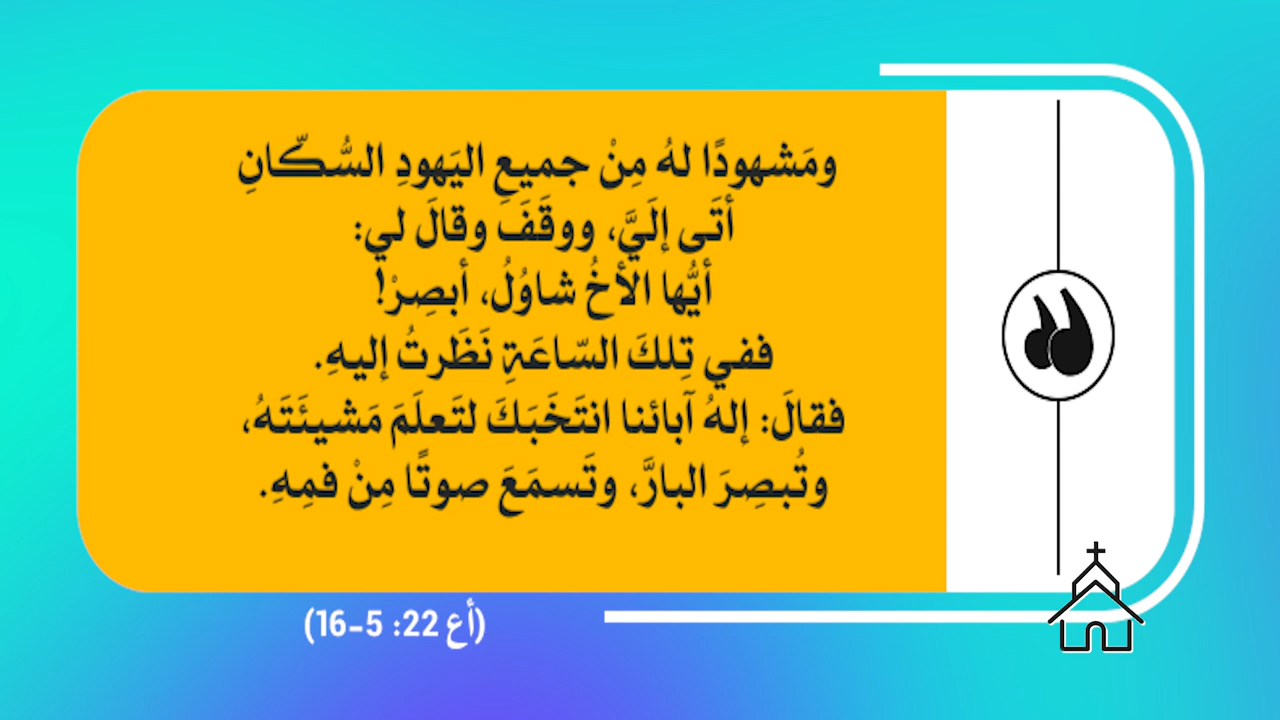 ومَشهودًا لهُ مِنْ جميعِ اليَهودِ السُّكّانِ
أتَى إلَيَّ، ووقَفَ وقالَ لي:
أيُّها الأخُ شاوُلُ، أبصِرْ!
ففي تِلكَ السّاعَةِ نَظَرتُ إليهِ.
فقالَ: إلهُ آبائنا انتَخَبَكَ لتَعلَمَ مَشيئَتَهُ،
وتُبصِرَ البارَّ، وتَسمَعَ صوتًا مِنْ فمِهِ.
(أع 22: 5-16)